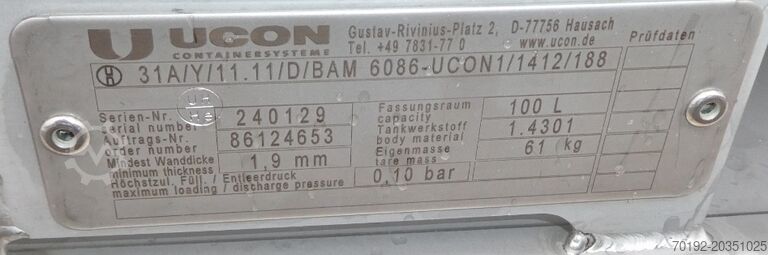 UCON
CONTAINERSYSTEME
Gustav-Rivinius-Platz 2, D-77756 Hausach
Tel. +49 7831-77 0 www.ucon.de
Prüfdaten
31A/Y/11.11/D/BAM 6086-UCON1/1412/188
Serien-Nr. 240129
serial number
Auftrags-Nr. 86124653
order number
Mindest Wanddicke 1,9 mm
minimum thickness
Höchstzul. Füll. / Entleerdruck 0,10 bar
maximum loading / discharge pressure
Fassungsraum 100 L
capacity
Tankwerkstoff 1.4301
body material
Eigenmasse 61 kg
tare mass
70192-20351025